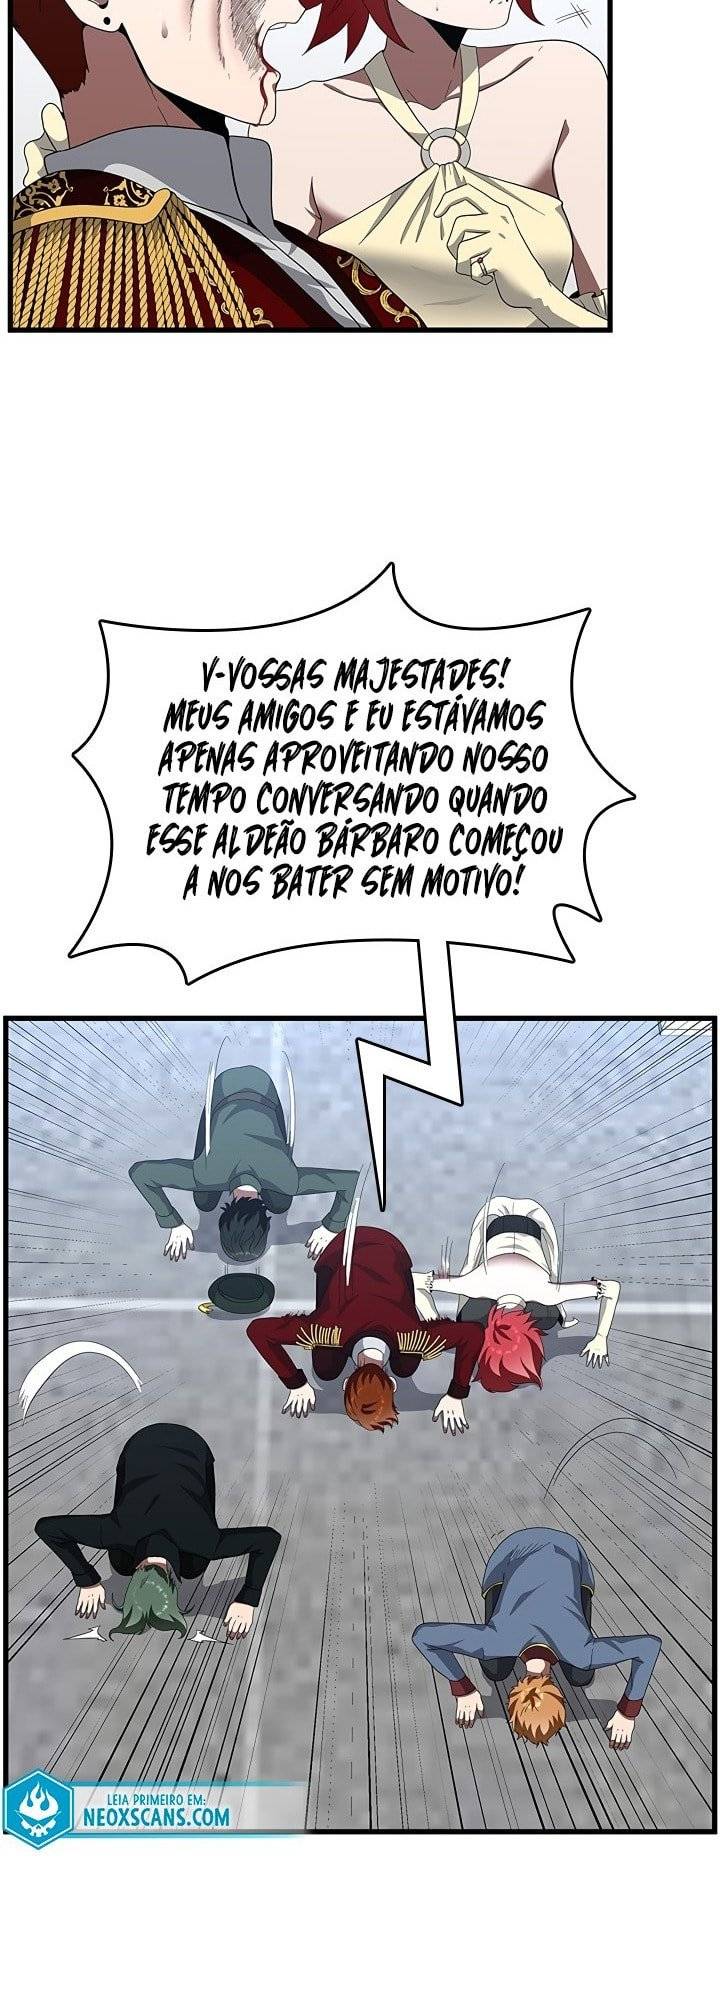 V-VOSSAS MAJESTADES!
MEUS AMIGOS E EU ESTÁVAMOS
APENAS APROVEITANDO NOSSO
TEMPO CONVERSANDO QUANDO
ESSE ALDEÃO BÁRBARO COMEÇOU
A NOS BATER SEM MOTIVO!
LEIA PRIMEIRO EM:
NEOXSCANS.COM